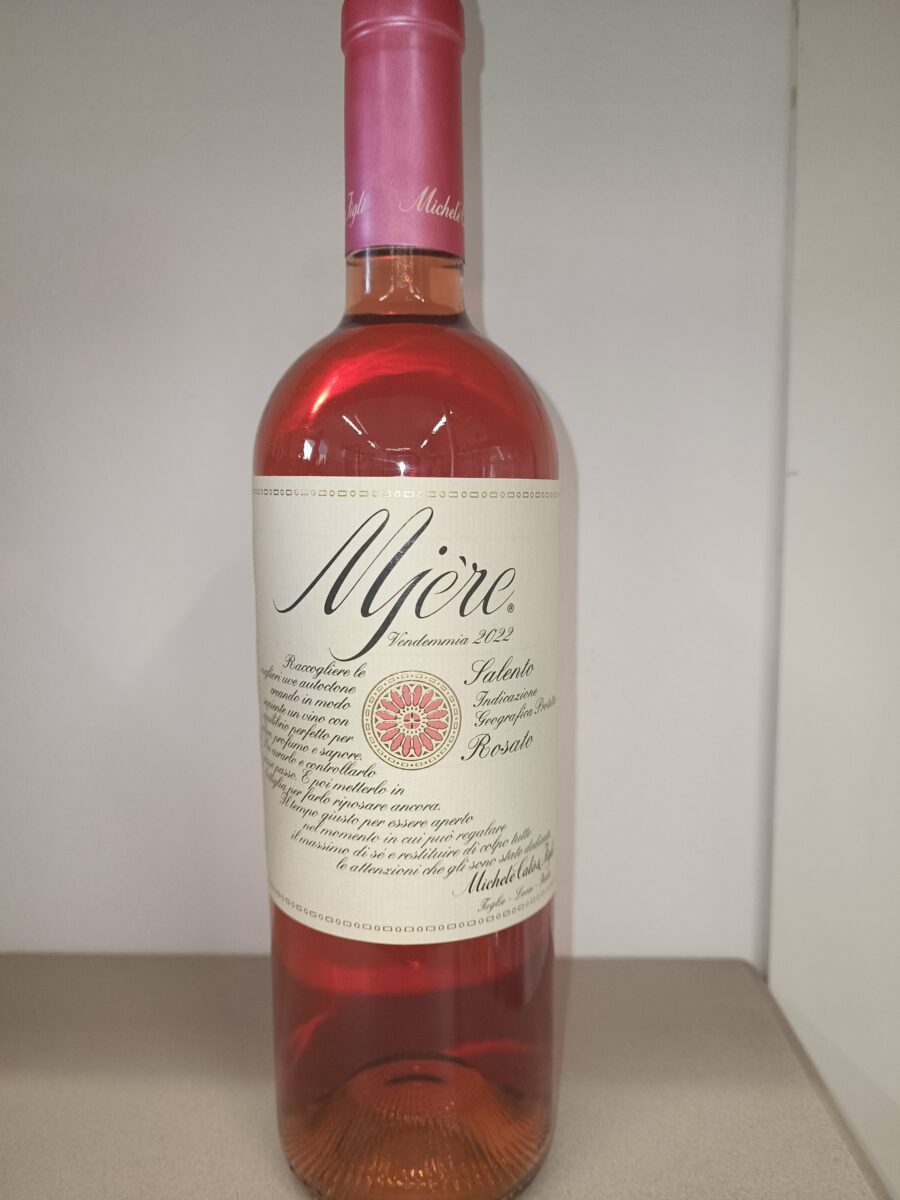 Figli Michele
Mjère®
Vendemmia 2022
Salento
Indicazione
Geografica
Rosato
Raccogliere le
migliori uve autoctone
creando in modo
sapiente un vino con
equilibrio perfetto per
profumo e sapore.
curarlo e controllarlo
passo. E poi metterlo in
bottiglia per farlo riposare ancora.
Il tempo giusto per essere aperto
nel momento in cui può regalare
il massimo di sé e restituire di colpo tutte
le attenzioni che gli sono state dedicate
Michele Calò & Figli
Tuglie - Lecce - Italia